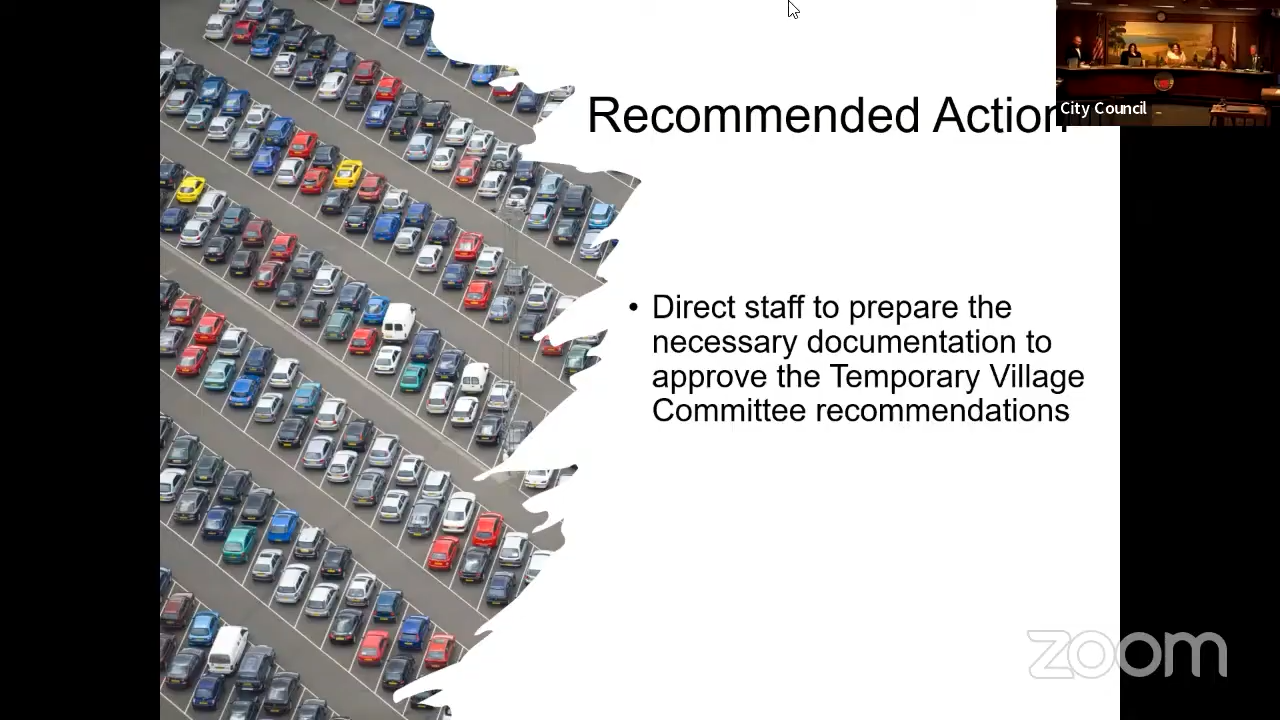 Recommended Action
City Council
• Direct staff to prepare the
necessary documentation to
approve the Temporary Village
Committee recommendations
zoom